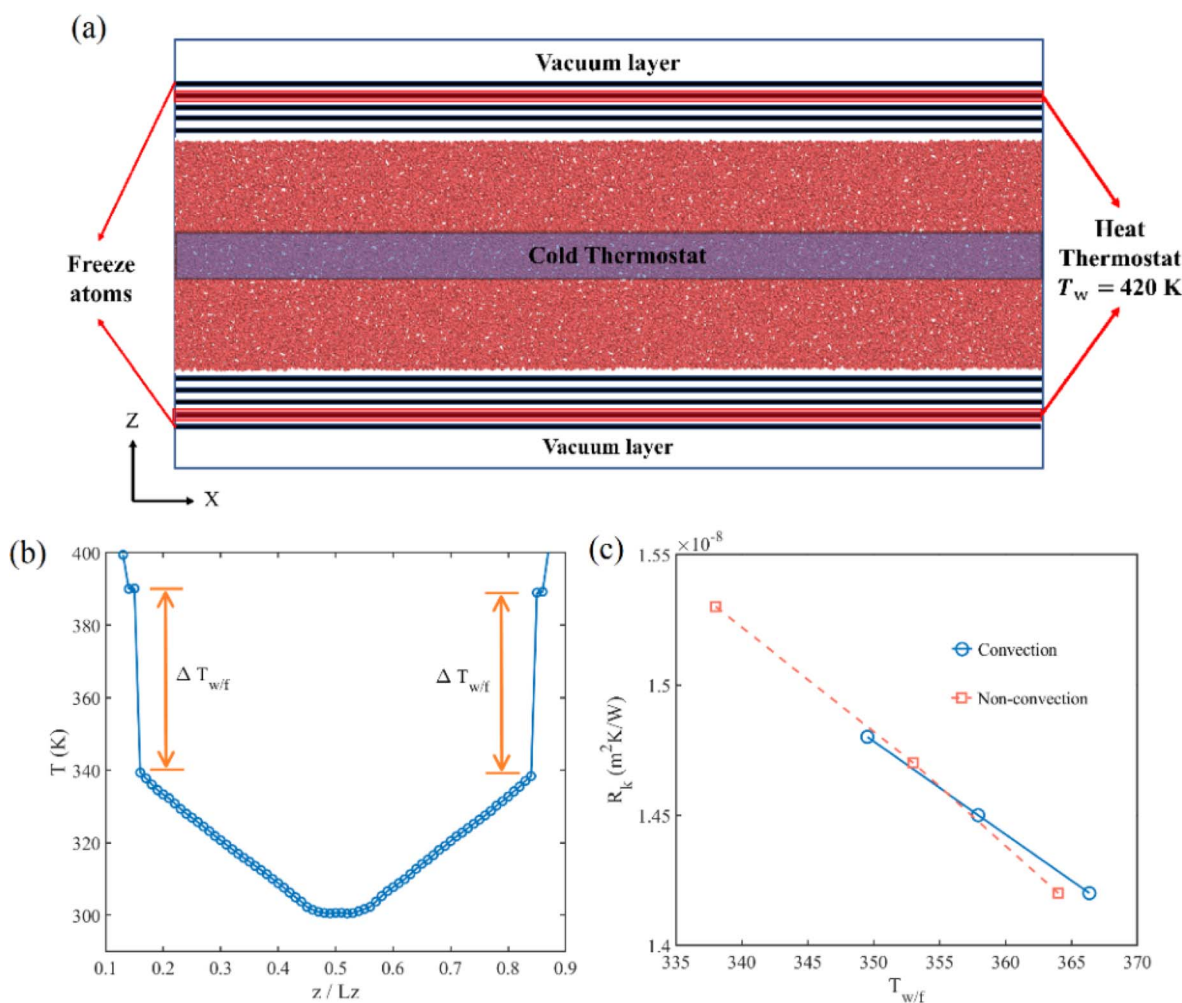 (a)
Vacuum layer
Cold Thermostat
Freeze
atoms
Heat
Thermostat
T_w = 420 K
Z
X
Vacuum layer
(b)
400
380
360
340
320
300
T (K)
0.1 0.2 0.3 0.4 0.5 0.6 0.7 0.8 0.9
z / Lz
Δ T_w/f
Δ T_w/f
(c)
×10⁻⁸
1.55
1.5
1.45
1.4
R_k (m²K/W)
335 340 345 350 355 360 365 370
T_w/f
Convection
Non-convection